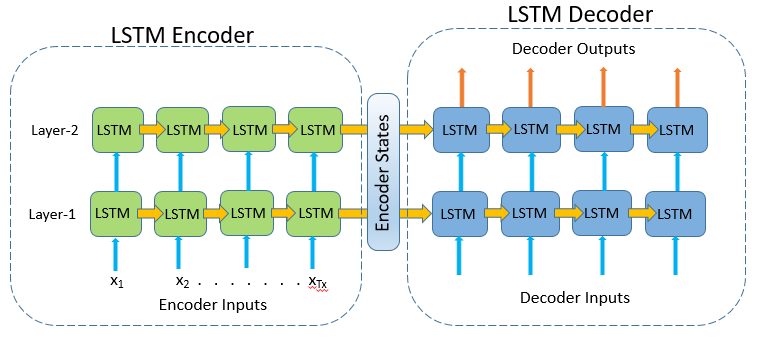 LSTM Encoder
LSTM Decoder
Decoder Outputs
Layer-2
LSTM LSTM LSTM LSTM
LSTM LSTM LSTM LSTM
Encoder States
Layer-1
LSTM LSTM LSTM LSTM
LSTM LSTM LSTM LSTM
x1 x2 . . . . . . . xTx
Encoder Inputs
Decoder Inputs